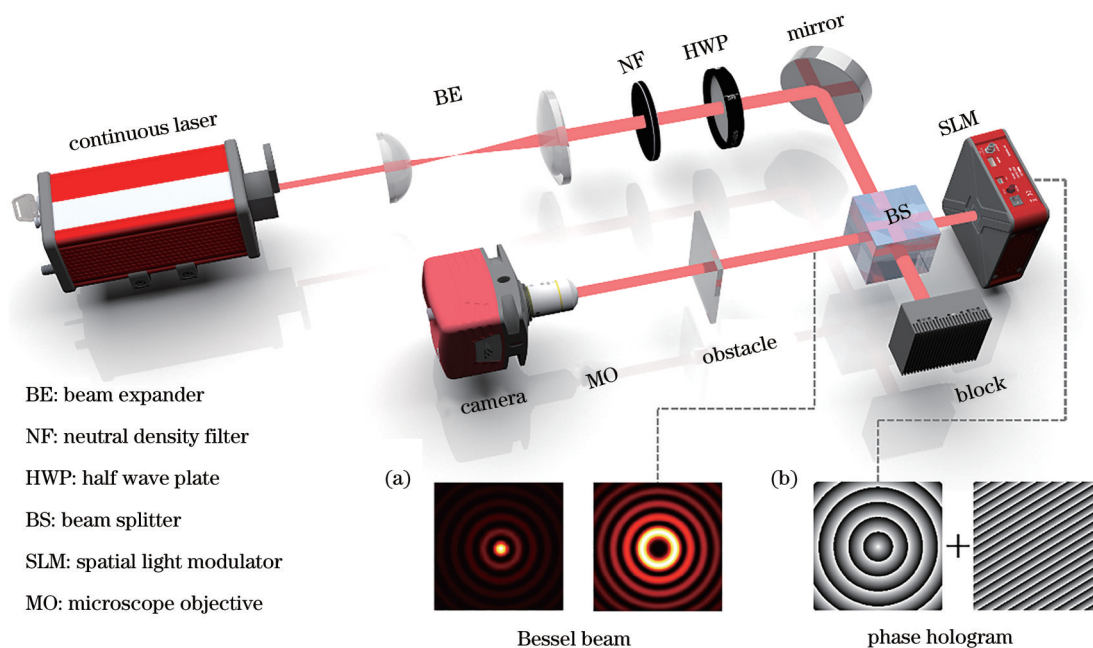 continuous laser
BE
NF
HWP
mirror
SLM
BS
obstacle
block
MO
camera
BE: beam expander
NF: neutral density filter
HWP: half wave plate
BS: beam splitter
SLM: spatial light modulator
MO: microscope objective
(a)
(b)
+
Bessel beam
phase hologram